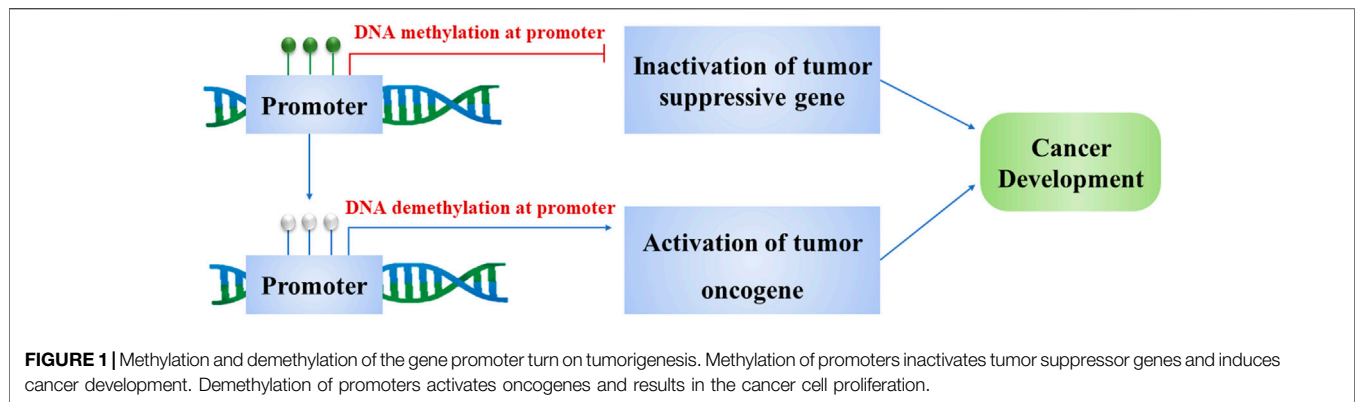 DNA methylation at promoter
Promoter
Inactivation of tumor
suppressive gene
Cancer
Development
DNA demethylation at promoter
Promoter
Activation of tumor
oncogene
FIGURE 1 | Methylation and demethylation of the gene promoter turn on tumorigenesis. Methylation of promoters inactivates tumor suppressor genes and induces
cancer development. Demethylation of promoters activates oncogenes and results in the cancer cell proliferation.